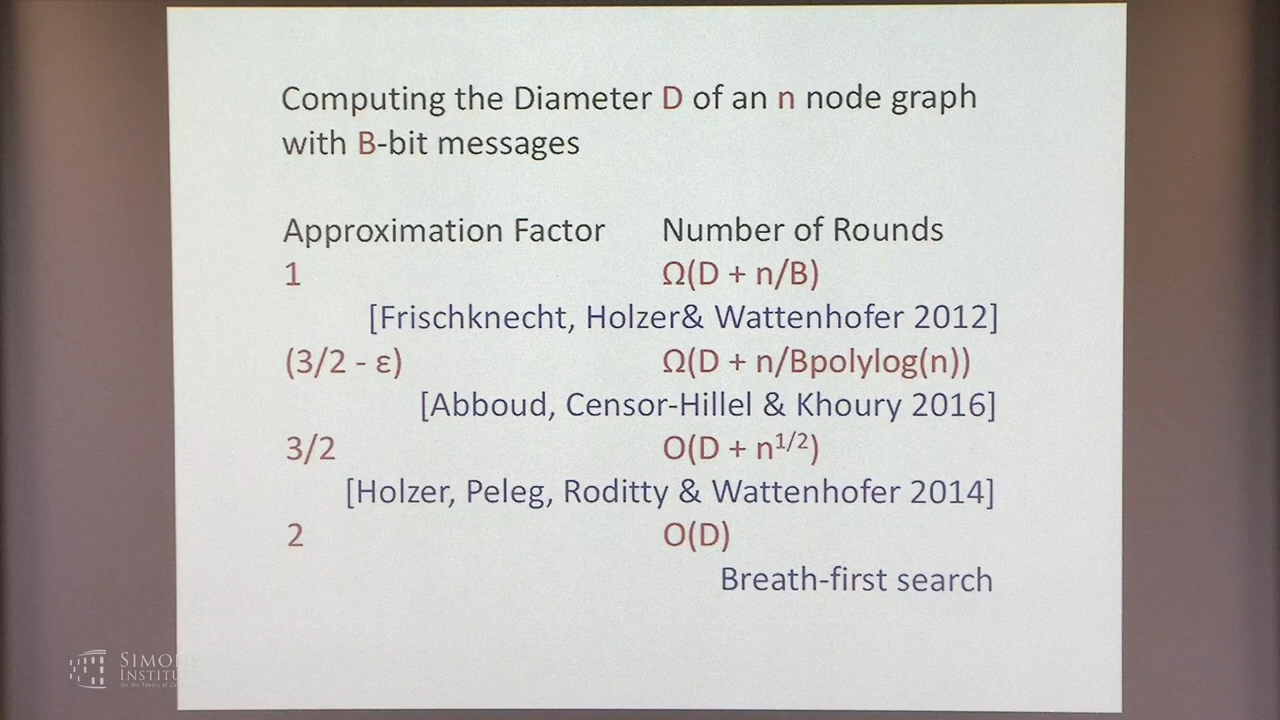 Computing the Diameter D of an n node graph
with B-bit messages
Approximation Factor Number of Rounds
1 Ω(D + n/B)
[Frischknecht, Holzer& Wattenhofer 2012]
(3/2 - ε) Ω(D + n/Bpolylog(n))
[Abboud, Censor-Hillel & Khoury 2016]
3/2 O(D + n^{1/2})
[Holzer, Peleg, Roditty & Wattenhofer 2014]
2 O(D)
Breath-first search